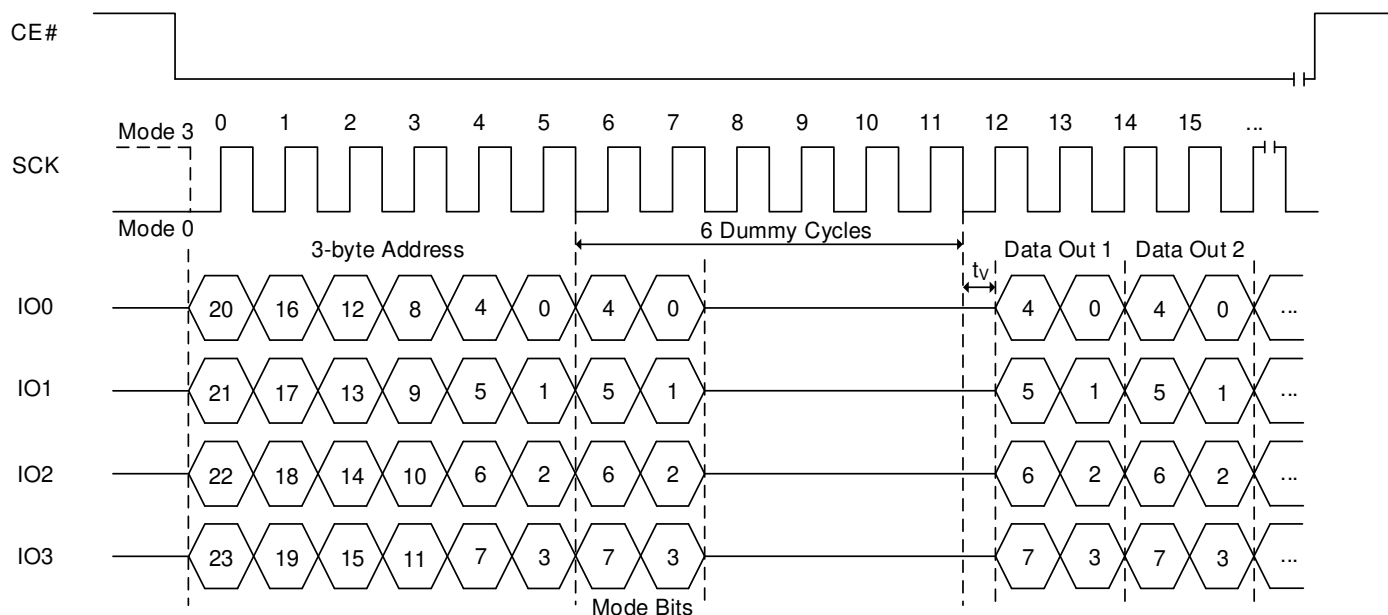 CE#
Mode 3 0 1 2 3 4 5 6 7 8 9 10 11 12 13 14 15 ...
SCK
Mode 0
3-byte Address 6 Dummy Cycles Data Out 1 Data Out 2
tV
IO0 20 16 12 8 4 0 4 0 4 0 4 0 ...
IO1 21 17 13 9 5 1 5 1 5 1 5 1 ...
IO2 22 18 14 10 6 2 6 2 6 2 6 2 ...
IO3 23 19 15 11 7 3 7 3 7 3 7 3 ...
Mode Bits